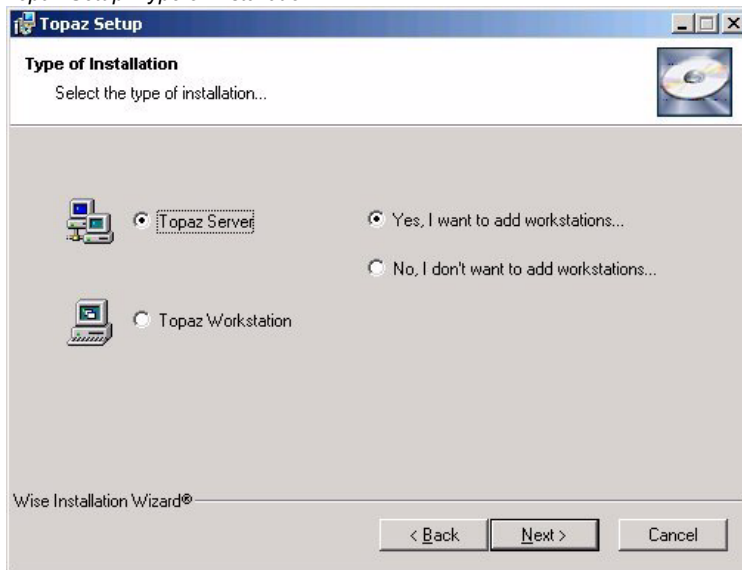 Topaz Setup
Type of Installation
Select the type of installation...
Topaz Server
Yes, I want to add workstations...
No, I don't want to add workstations...
Topaz Workstation
Wise Installation Wizard®
< Back
Next >
Cancel